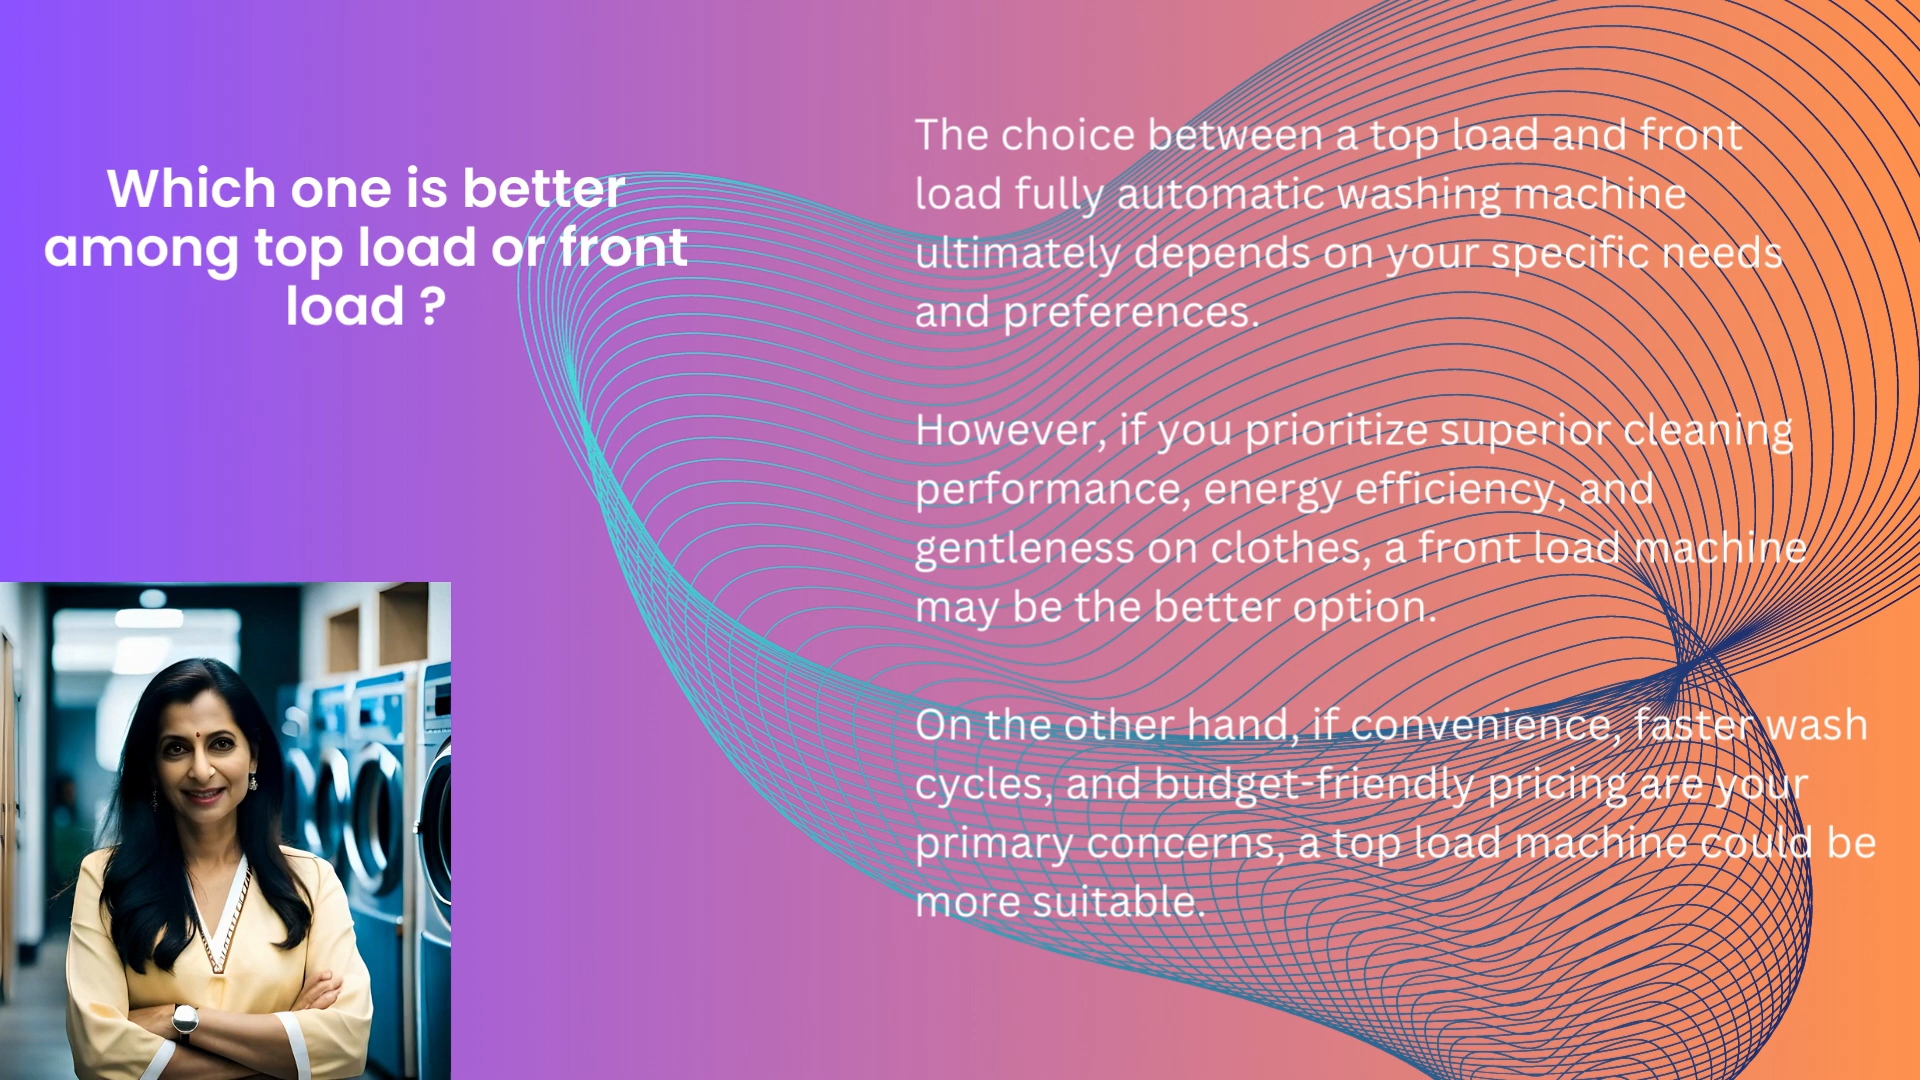 Which one is better
among top load or front
load ?
The choice between a top load and front
load fully automatic washing machine
ultimately depends on your specific needs
and preferences.
However, if you prioritize superior cleaning
performance, energy efficiency, and
gentleness on clothes, a front load machine
may be the better option.
On the other hand, if convenience, faster wash
cycles, and budget-friendly pricing are your
primary concerns, a top load machine could be
more suitable.